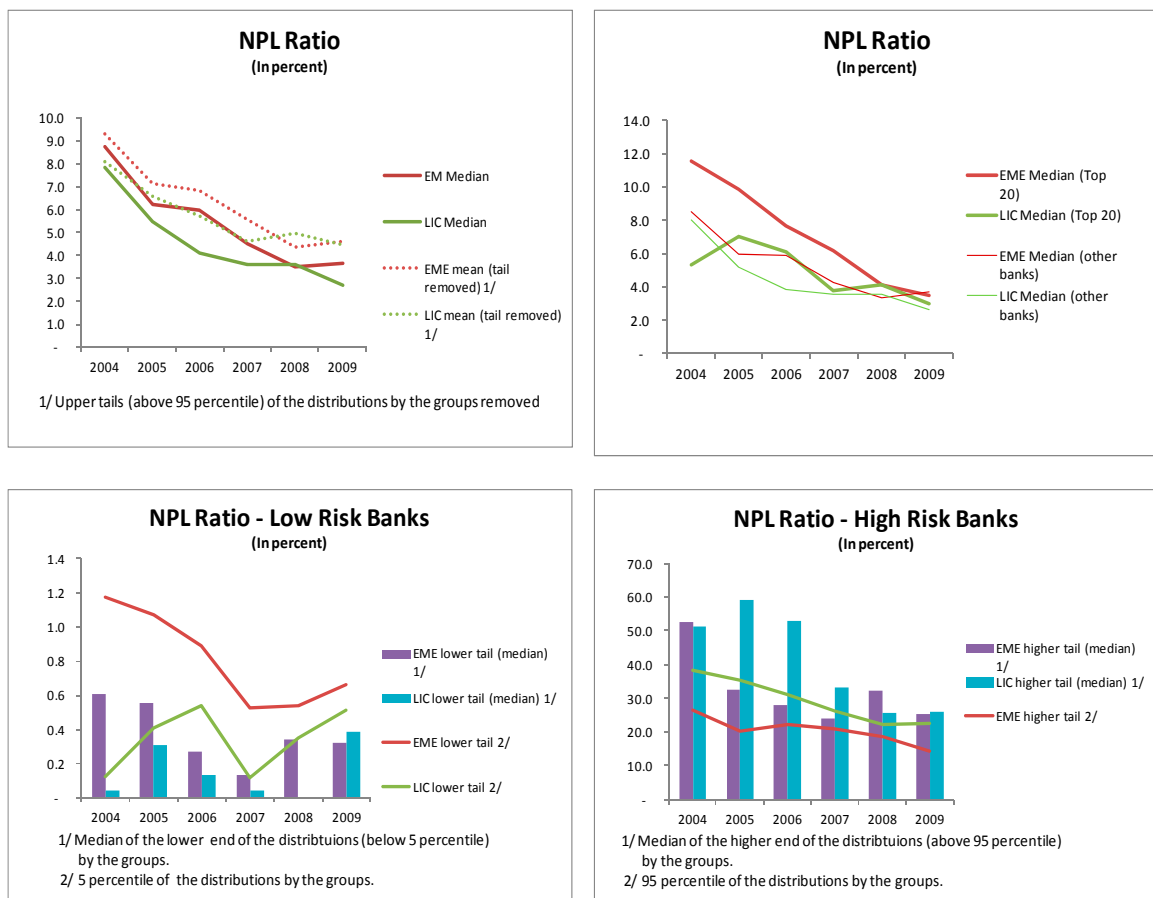 NPL Ratio
(In percent)
10.0
9.0
8.0
7.0
6.0
5.0
4.0
3.0
2.0
1.0
-
2004 2005 2006 2007 2008 2009
EM Median
LIC Median
EME mean (tail
removed) 1/
LIC mean (tail removed)
1/
1/ Upper tails (above 95 percentile) of the distributions by the groups removed
NPL Ratio
(In percent)
14.0
12.0
10.0
8.0
6.0
4.0
2.0
-
2004 2005 2006 2007 2008 2009
EME Median (Top
20)
LIC Median (Top 20)
EME Median (other
banks)
LIC Median (other
banks)
NPL Ratio - Low Risk Banks
(In percent)
1.4
1.2
1.0
0.8
0.6
0.4
0.2
-
2004 2005 2006 2007 2008 2009
EME lower tail (median)
1/
LIC lower tail (median) 1/
EME lower tail 2/
LIC lower tail 2/
1/ Median of the lower end of the distribtuions (below 5 percentile)
by the groups.
2/ 5 percentile of the distributions by the groups.
NPL Ratio - High Risk Banks
(In percent)
70.0
60.0
50.0
40.0
30.0
20.0
10.0
-
2004 2005 2006 2007 2008 2009
EME higher tail (median)
1/
LIC higher tail (median) 1/
EME higher tail 2/
1/ Median of the higher end of the distribtuions (above 95 percentile)
by the groups.
2/ 95 percentile of the distributions by the groups.